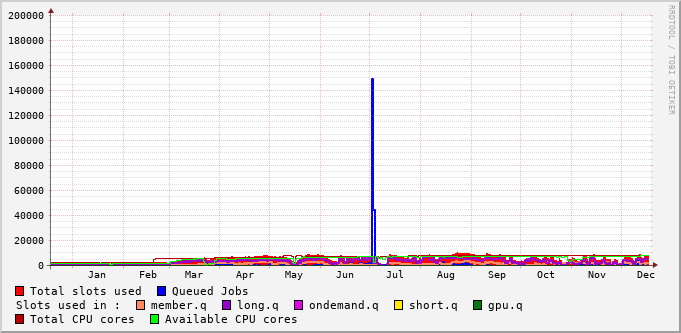 200000
180000
160000
140000
120000
100000
80000
60000
40000
20000
0
Jan Feb Mar Apr May Jun Jul Aug Sep Oct Nov Dec
RRDTOOL / TOBI OETIKER
Total slots used Queued Jobs
Slots used in : member.q long.q ondemand.q short.q gpu.q
Total CPU cores Available CPU cores